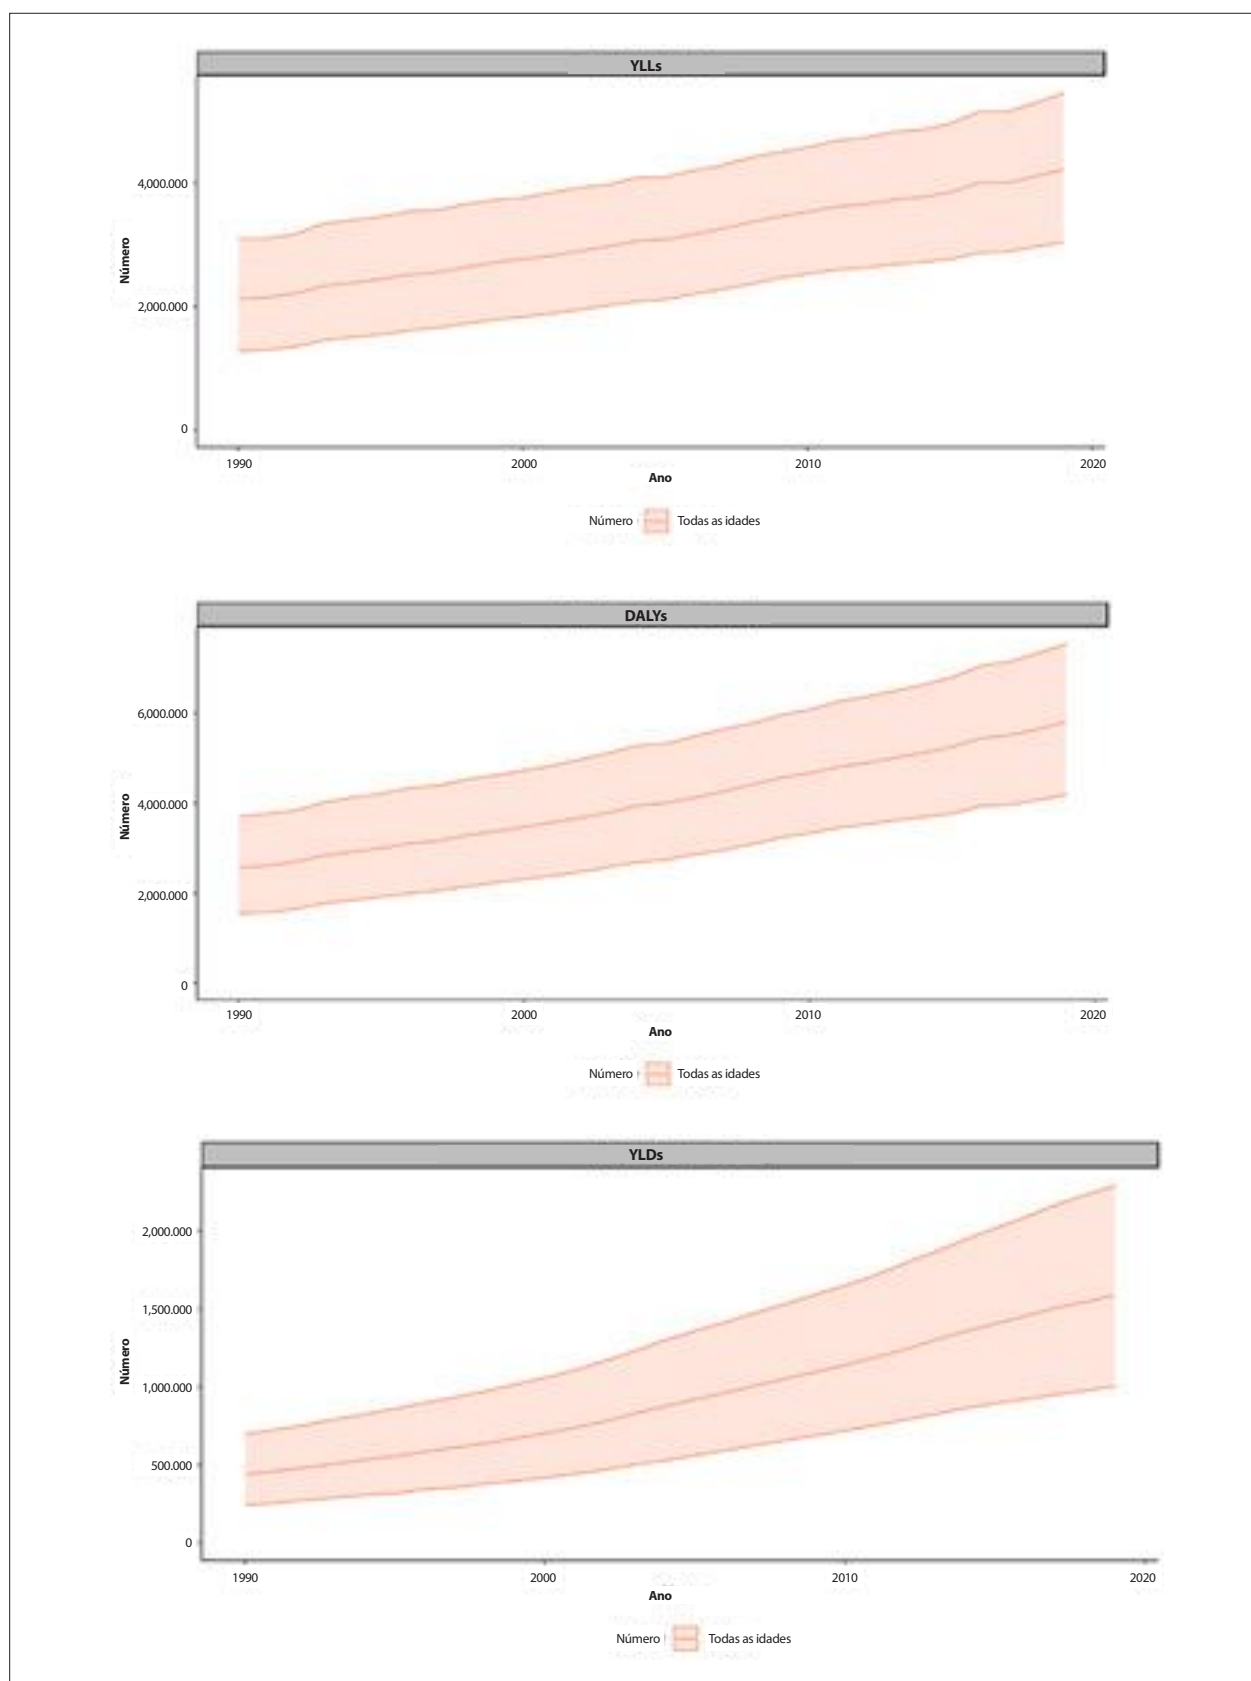 YLLs
4,000.000
2,000.000
0
Número
1990 2000 2010 2020
Ano
Número Todas as idades
DALYs
6,000.000
4,000.000
2,000.000
0
Número
1990 2000 2010 2020
Ano
Número Todas as idades
YLDs
2,000.000
1,500.000
1,000.000
500.000
0
Número
1990 2000 2010 2020
Ano
Número Todas as idades